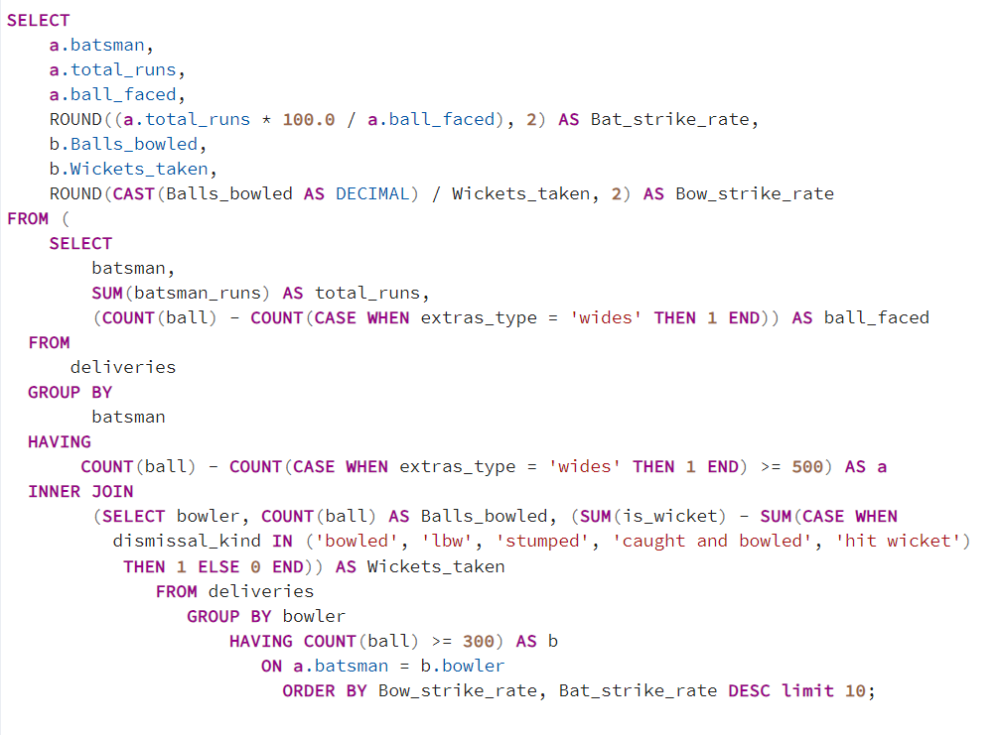 SELECT
a.batsman,
a.total_runs,
a.ball_faced,
ROUND((a.total_runs * 100.0 / a.ball_faced), 2) AS Bat_strike_rate,
b.Balls_bowled,
b.Wickets_taken,
ROUND(CAST(Balls_bowled AS DECIMAL) / Wickets_taken, 2) AS Bow_strike_rate
FROM (
SELECT
batsman,
SUM(batsman_runs) AS total_runs,
(COUNT(ball) - COUNT(CASE WHEN extras_type = 'wides' THEN 1 END)) AS ball_faced
FROM
deliveries
GROUP BY
batsman
HAVING
COUNT(ball) - COUNT(CASE WHEN extras_type = 'wides' THEN 1 END) >= 500) AS a
INNER JOIN
(SELECT bowler, COUNT(ball) AS Balls_bowled, (SUM(is_wicket) - SUM(CASE WHEN
dismissal_kind IN ('bowled', 'lbw', 'stumped', 'caught and bowled', 'hit wicket')
THEN 1 ELSE 0 END)) AS Wickets_taken
FROM deliveries
GROUP BY bowler
HAVING COUNT(ball) >= 300) AS b
ON a.batsman = b.bowler
ORDER BY Bow_strike_rate, Bat_strike_rate DESC limit 10;